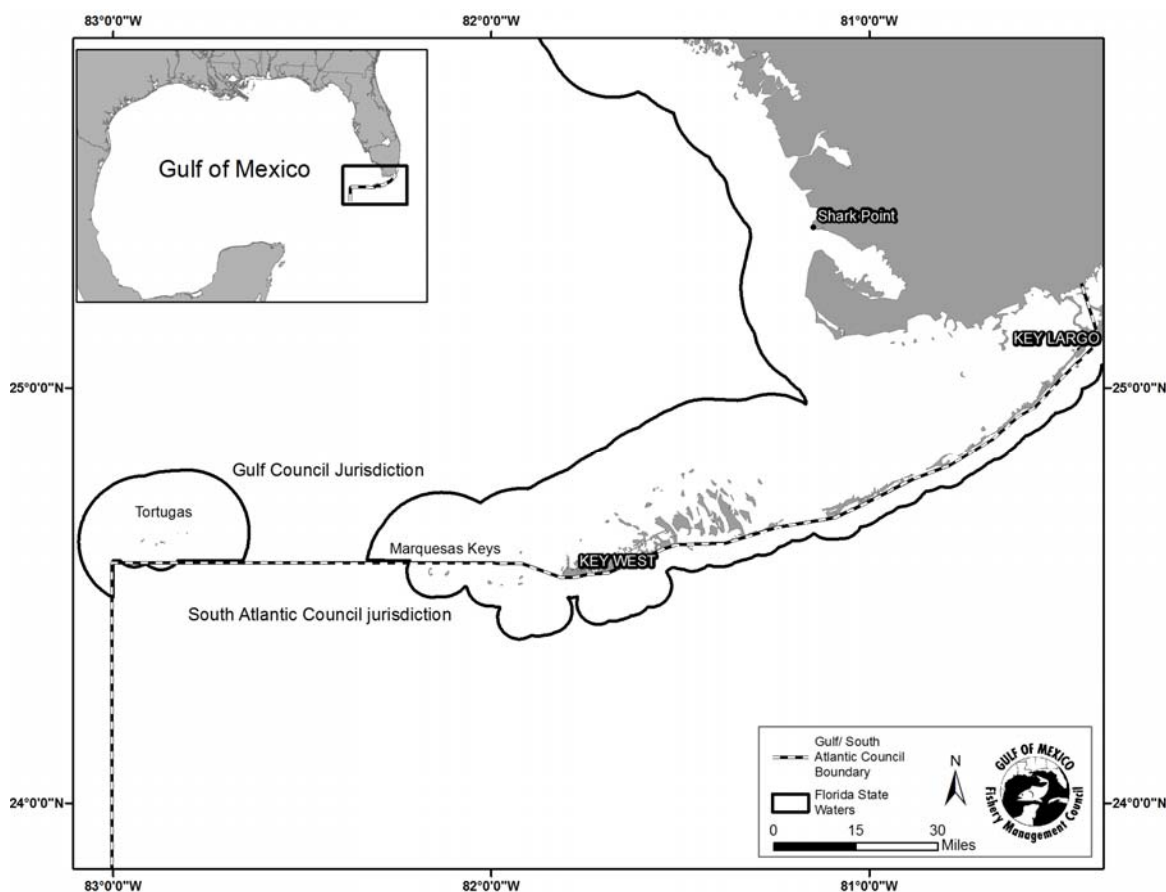 83°0'0"W
82°0'0"W
81°0'0"W
Gulf of Mexico
Shark Point
KEY LARGO
25°0'0"N
25°0'0"N
Gulf Council Jurisdiction
Tortugas
Marquesas Keys
KEY WEST
South Atlantic Council jurisdiction
Gulf/ South
Atlantic Council
Boundary
Florida State
Waters
N
0
15
30
Miles
GULF OF MEXICO
Fishery Management Council
24°0'0"N
24°0'0"N
83°0'0"W
82°0'0"W
81°0'0"W